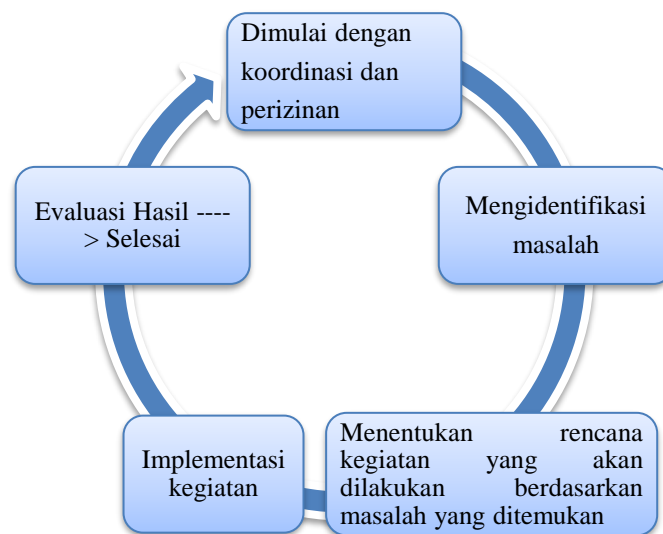 Dimulai dengan
koordinasi dan
perizinan
Mengidentifikasi
masalah
Menentukan rencana
kegiatan yang akan
dilakukan berdasarkan
masalah yang ditemukan
Implementasi
kegiatan
Evaluasi Hasil ----
> Selesai